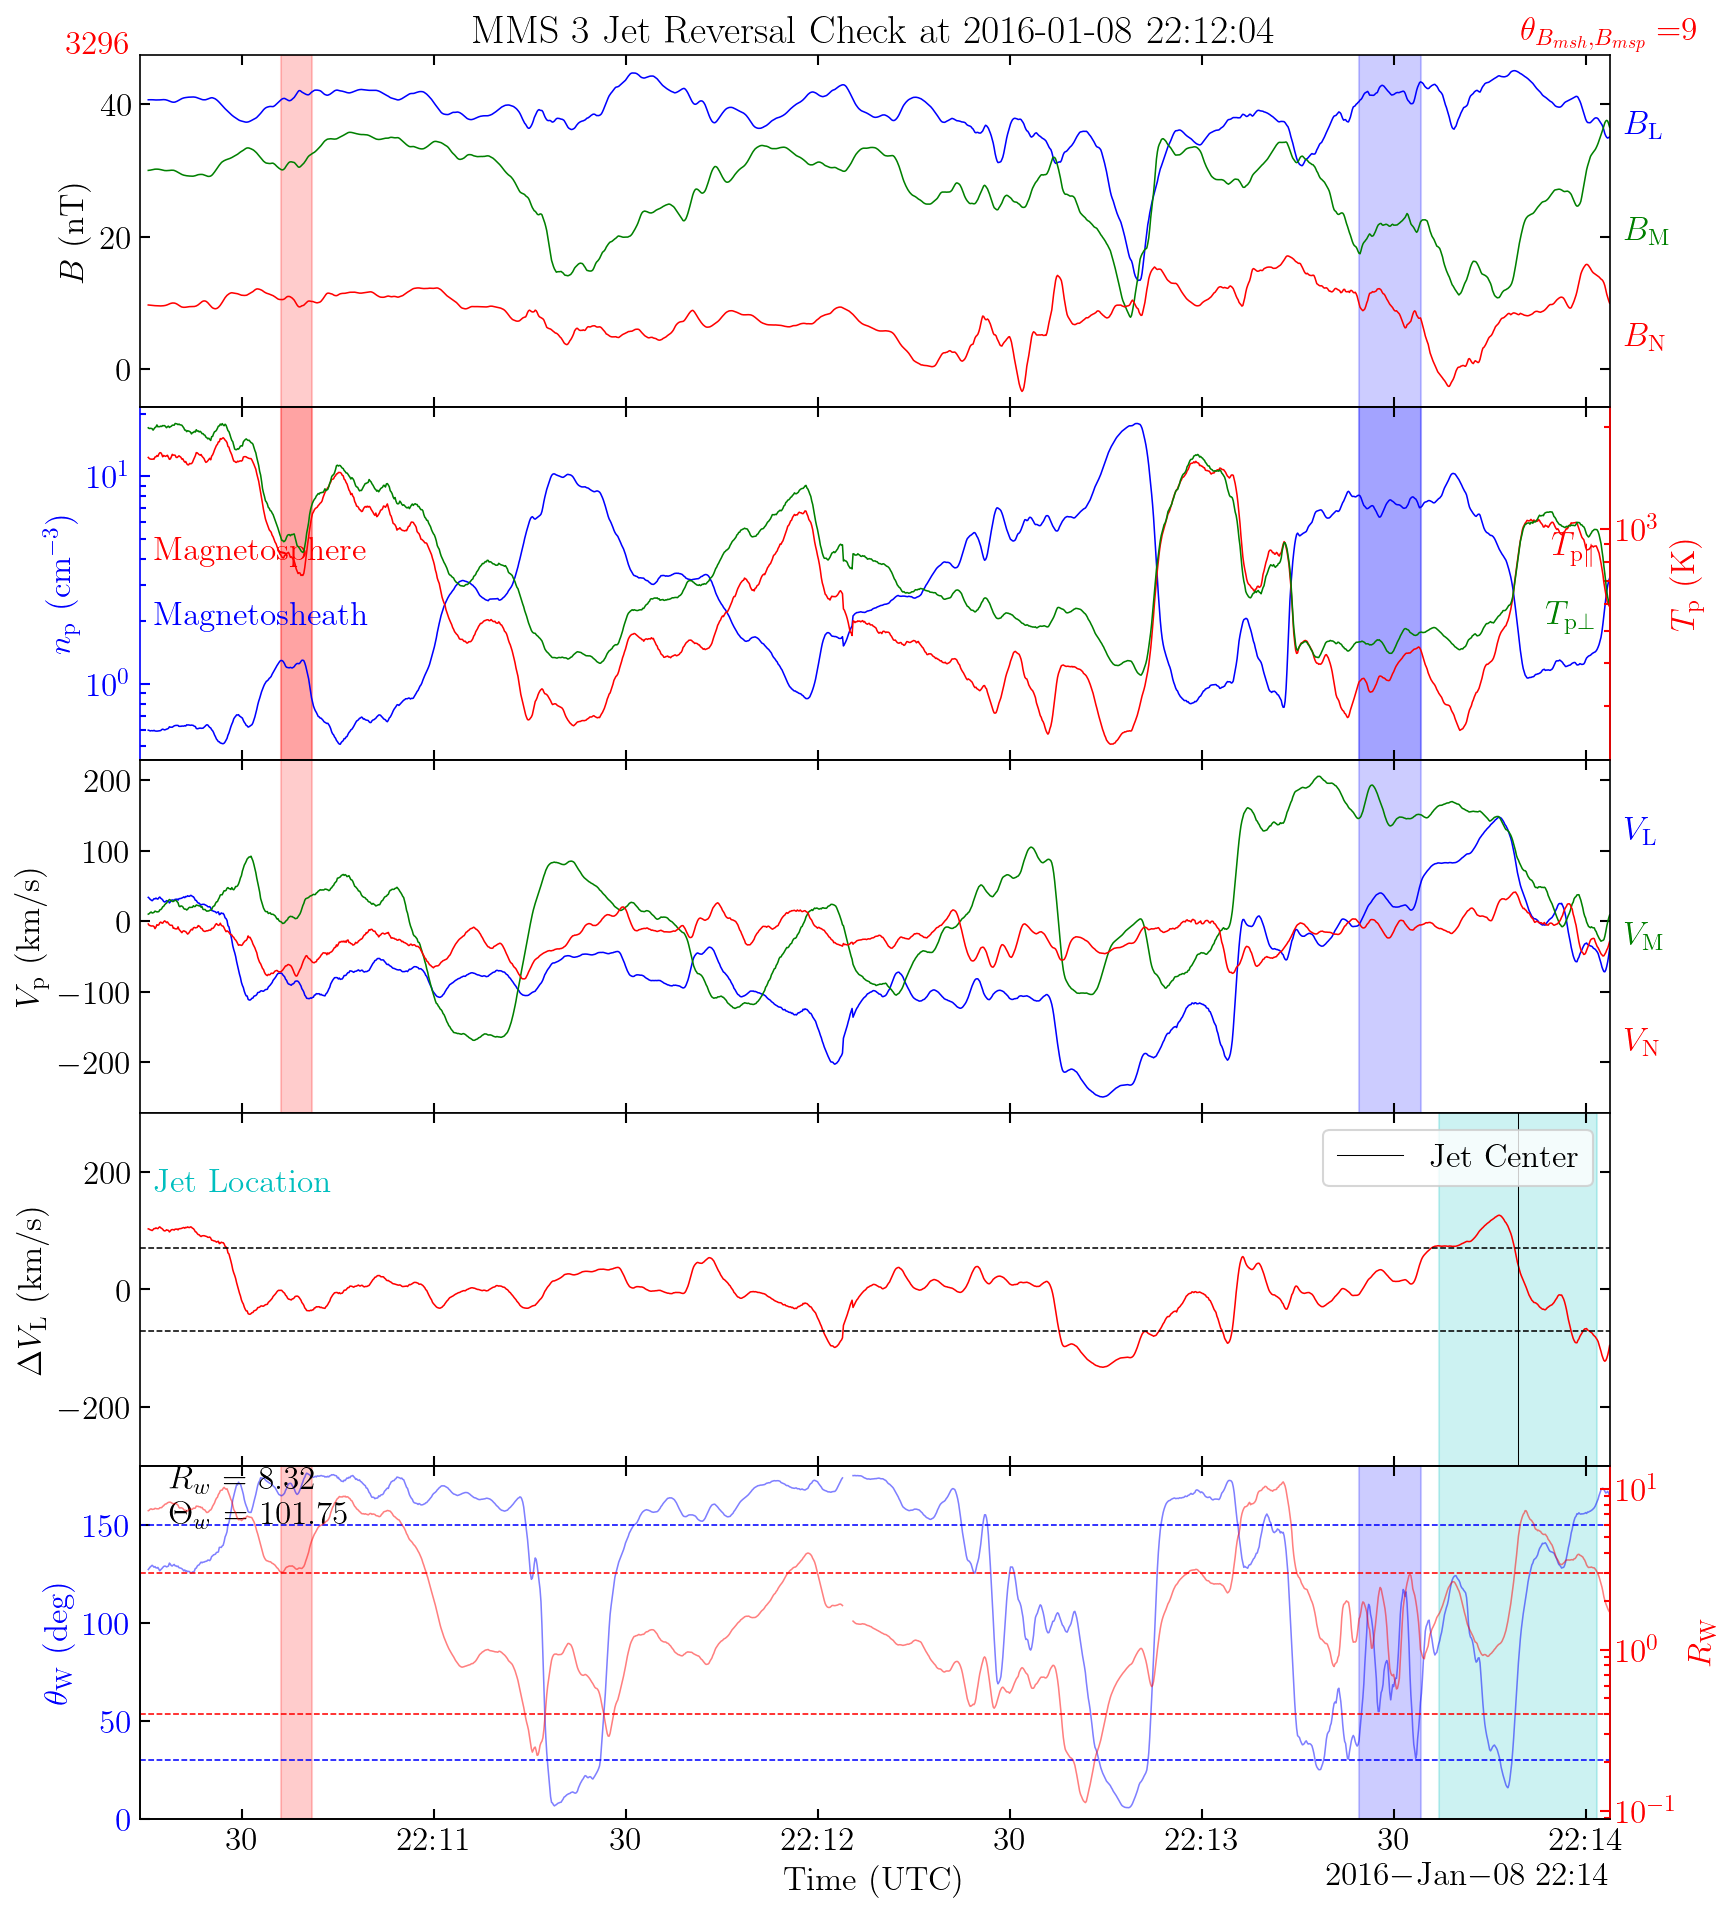 MMS 3 Jet Reversal Check at 2016-01-08 22:12:04
3296
θ_{B_{msh},B_{msp}} =9
40
20
0
B (nT)
B_L
B_M
B_N
10^1
10^0
n_p (cm^{−3})
Magnetosphere
Magnetosheath
10^3
T_{p∥}
T_{p⊥}
T_p (K)
200
100
0
−100
−200
V_p (km/s)
V_L
V_M
V_N
200
0
−200
ΔV_L (km/s)
Jet Location
Jet Center
R_w = 8.32
Θ_w = 101.75
150
100
50
0
θ_W (deg)
10^1
10^0
10^{−1}
R_W
30 22:11 30 22:12 30 22:13 30 22:14
Time (UTC)
2016−Jan−08 22:14